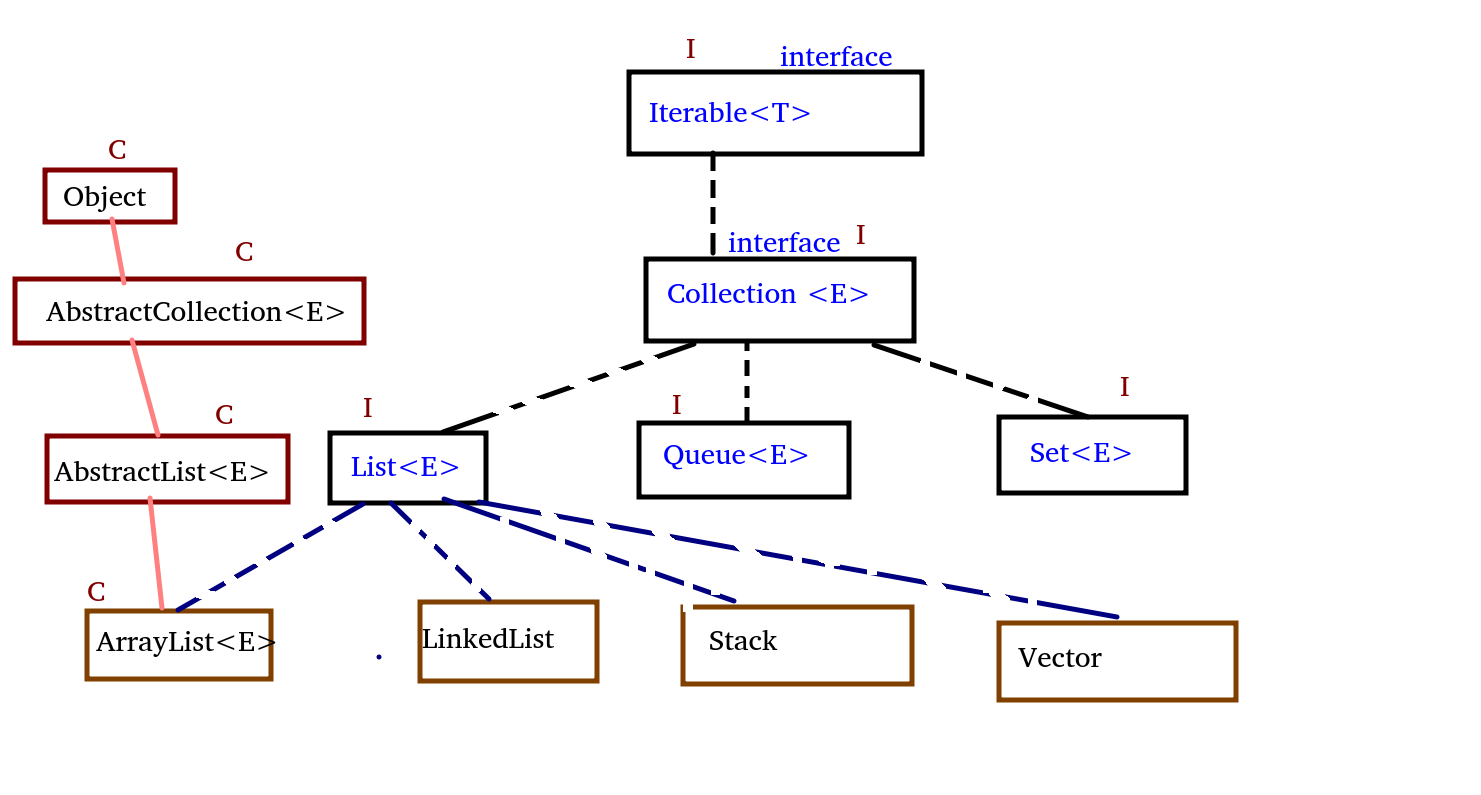 I
interface
Iterable<T>
C
Object
C
AbstractCollection<E>
interface I
Collection <E>
C
AbstractList<E>
I
List<E>
I
Queue<E>
I
Set<E>
C
ArrayList<E>
LinkedList
Stack
Vector